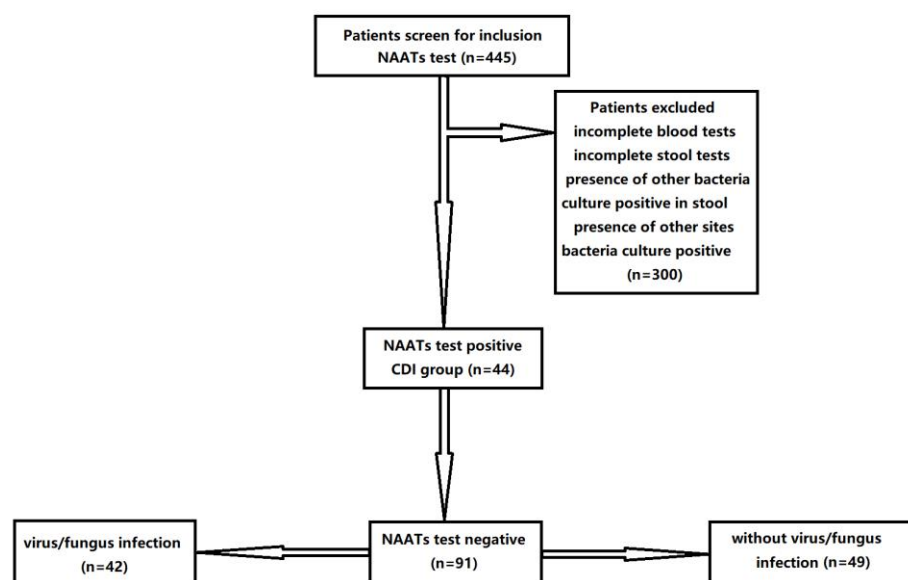 Patients screen for inclusion
NAATs test (n=445)
Patients excluded
incomplete blood tests
incomplete stool tests
presence of other bacteria
culture positive in stool
presence of other sites
bacteria culture positive
(n=300)
NAATs test positive
CDI group (n=44)
virus/fungus infection
(n=42)
NAATs test negative
(n=91)
without virus/fungus
infection (n=49)